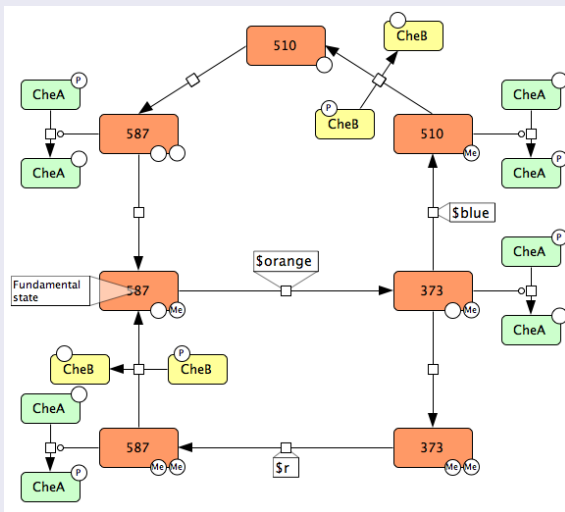 510
CheB
P
CheA
P
CheB
CheA
587
510
Me
CheA
CheA
P
$blue
P
CheA
$orange
Fundamental
state
587
Me
373
Me
CheA
CheB
P
CheB
CheA
587
Me
Me
373
Me
Me
CheA
P
$r